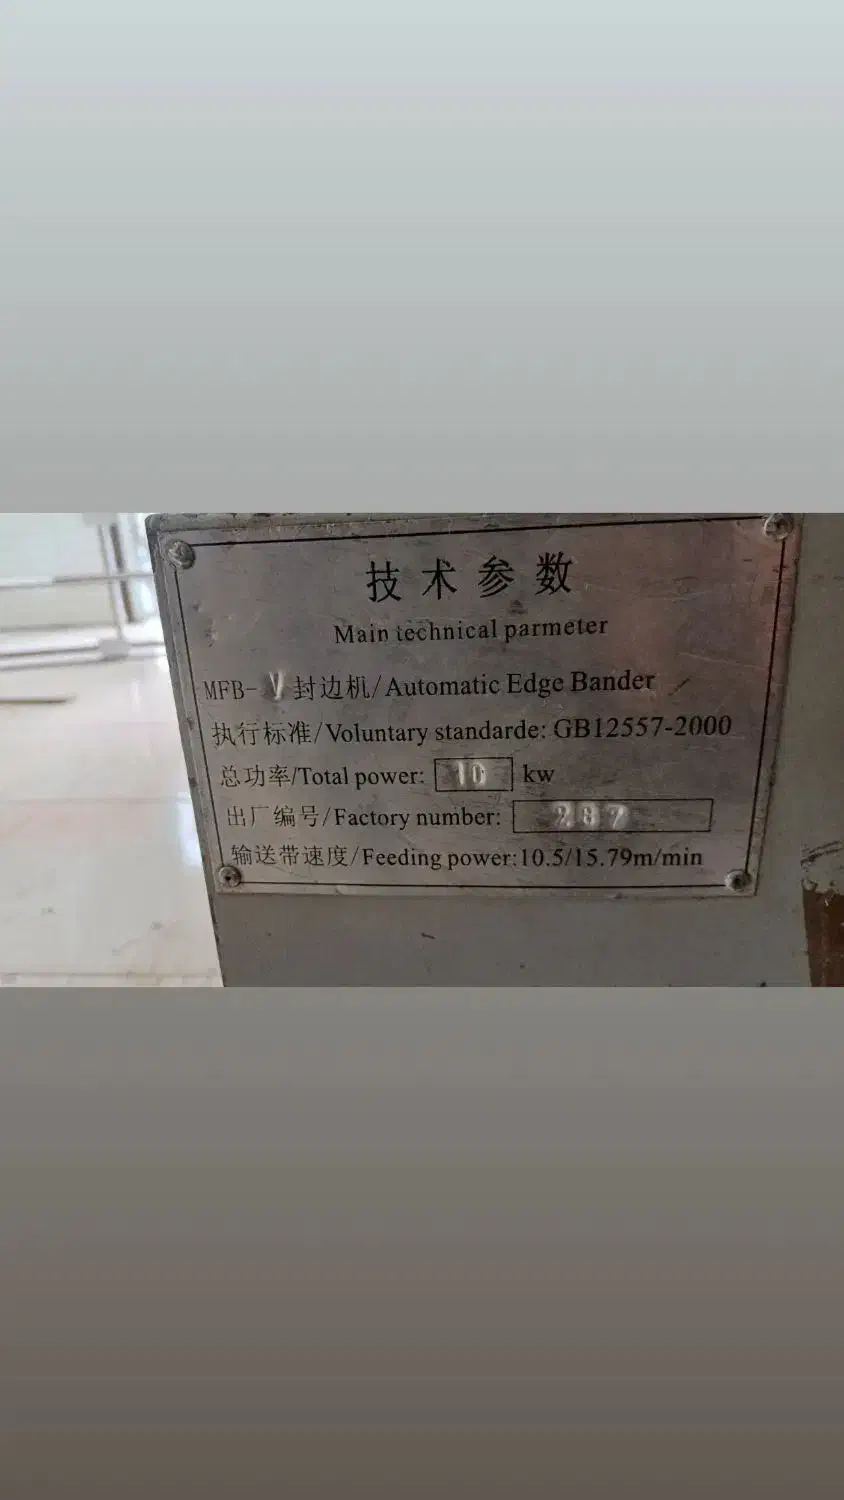 技术参数
Main technical parmeter
MFB-V封边机/Automatic Edge Bander
执行标准/Voluntary standarde: GB12557-2000
总功率/Total power: 10 kw
出厂编号/Factory number: 287
输送带速度/Feeding power:10.5/15.79m/min